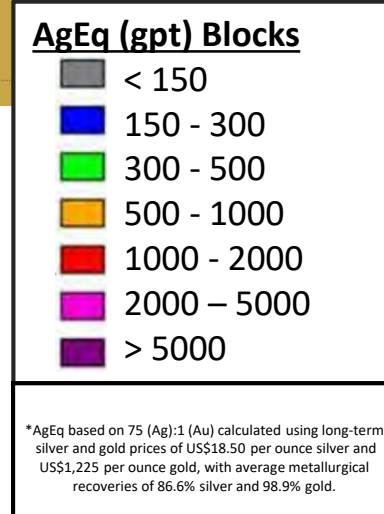 AgEq (gpt) Blocks
< 150
150 - 300
300 - 500
500 - 1000
1000 - 2000
2000 – 5000
> 5000
*AgEq based on 75 (Ag):1 (Au) calculated using long-term
silver and gold prices of US$18.50 per ounce silver and
US$1,225 per ounce gold, with average metallurgical
recoveries of 86.6% silver and 98.9% gold.